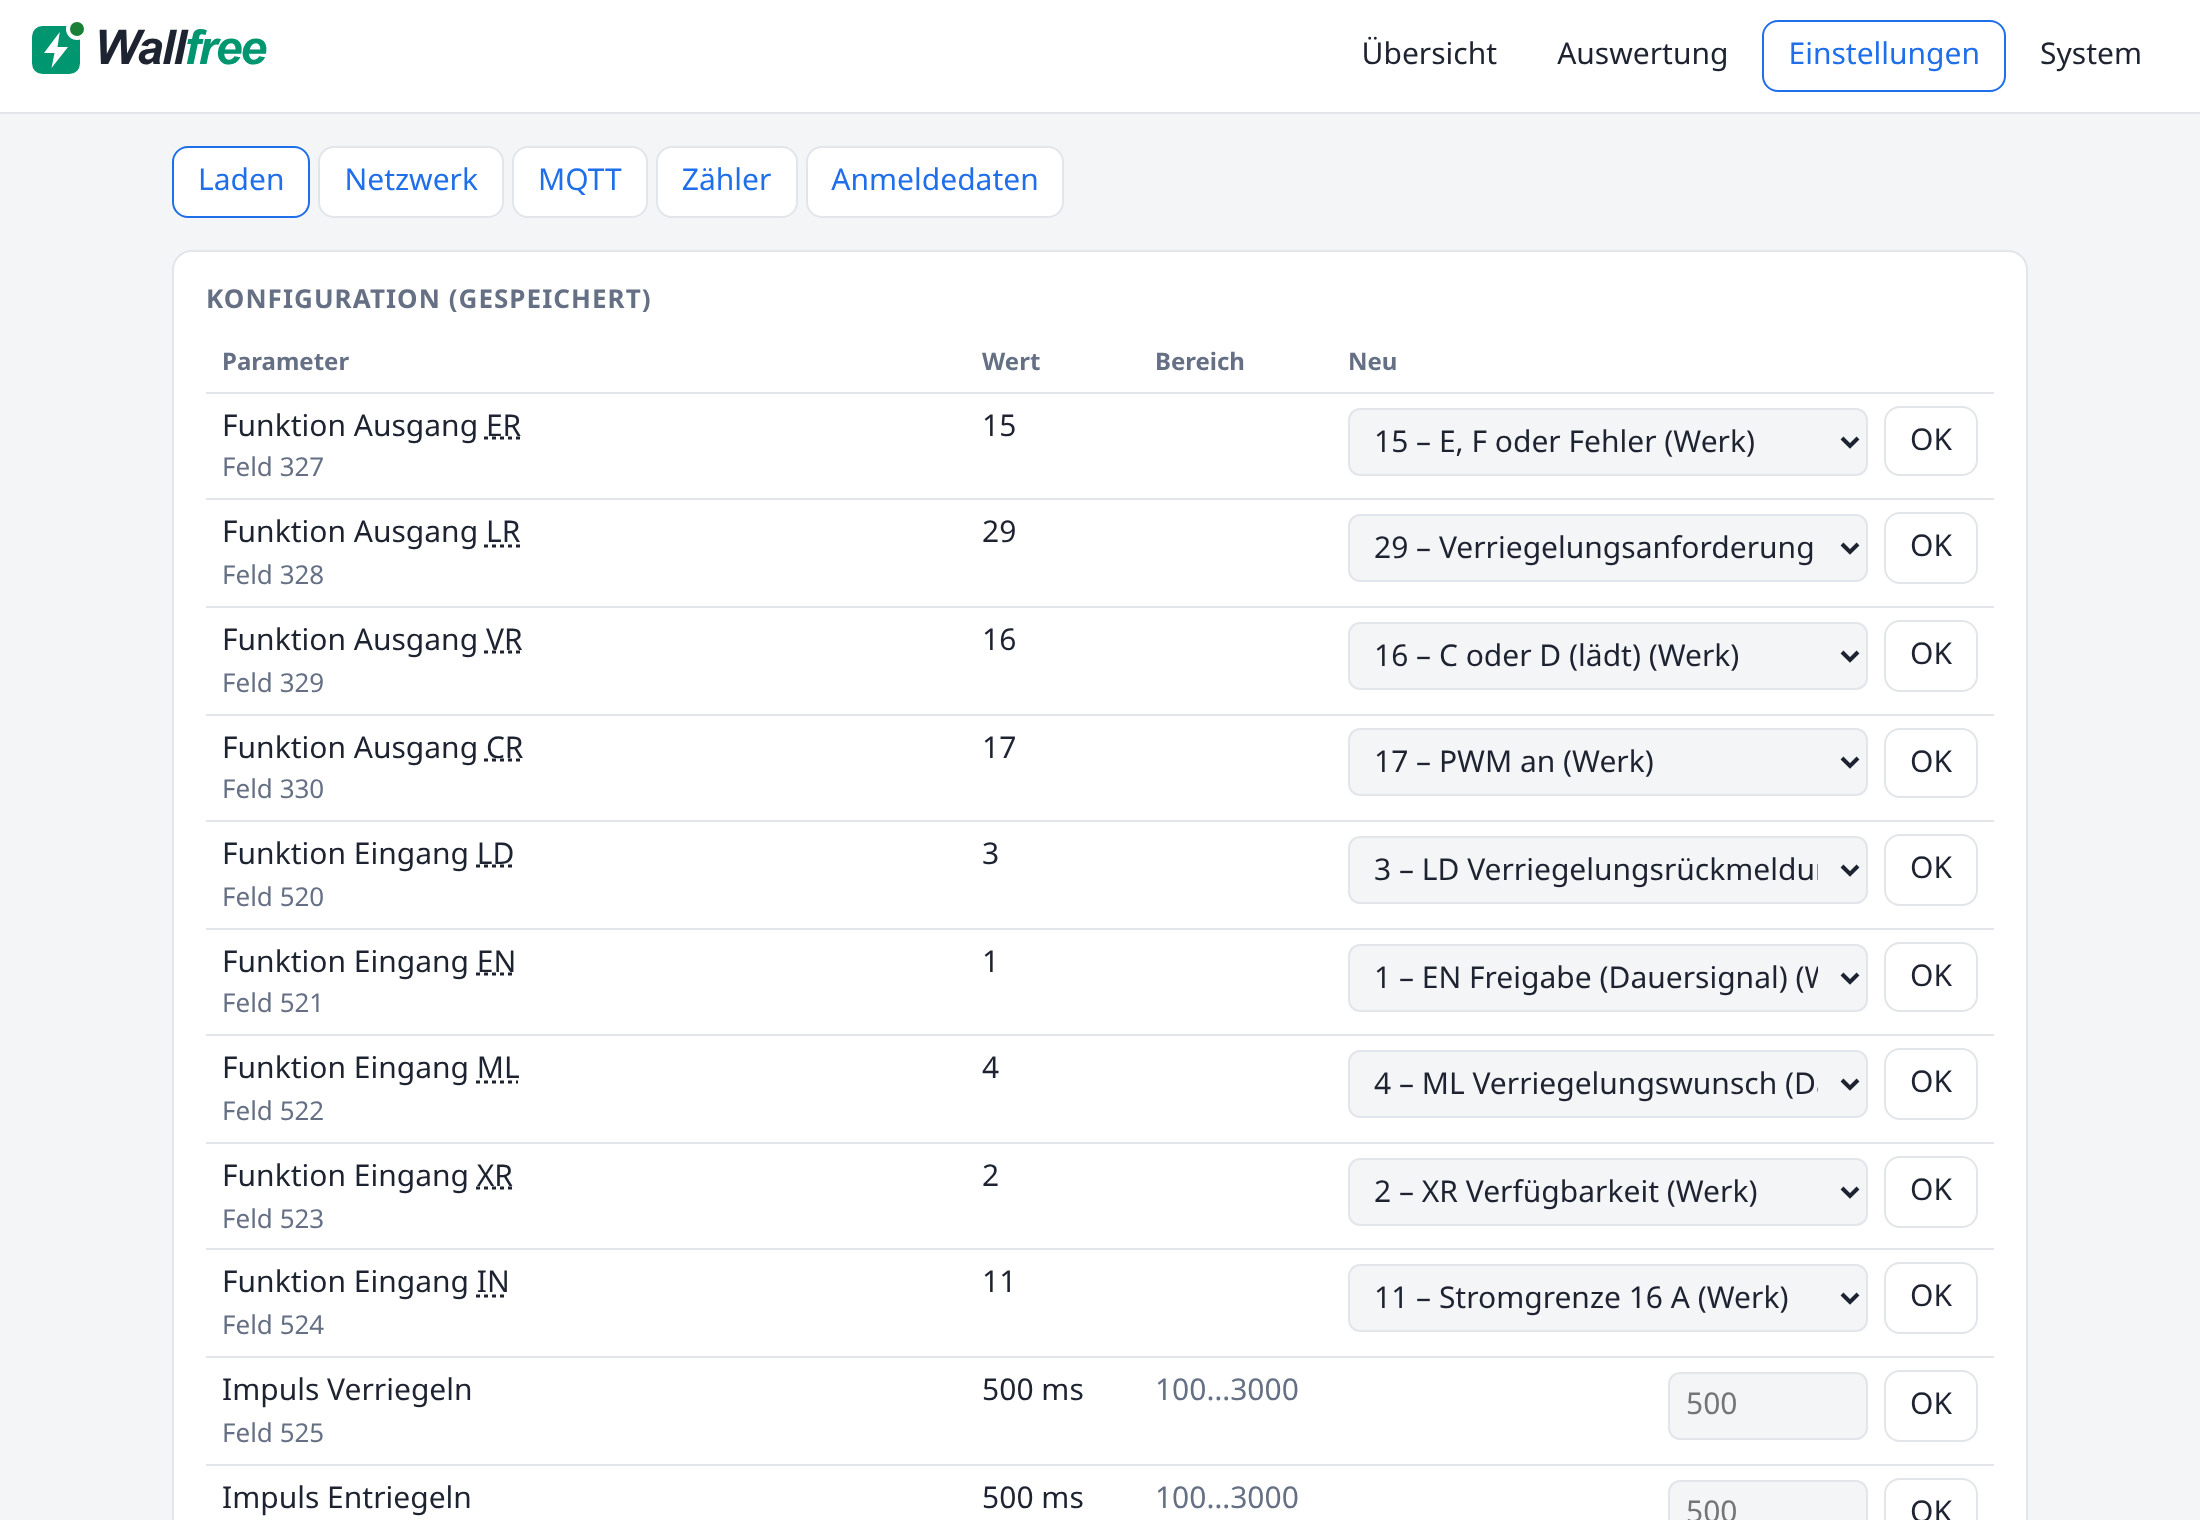 Wallfree
Übersicht Auswertung Einstellungen System
Laden Netzwerk MQTT Zähler Anmeldedaten
KONFIGURATION (GESPEICHERT)
Parameter Wert Bereich Neu
Funktion Ausgang ER 15 15 – E, F oder Fehler (Werk) OK
Feld 327
Funktion Ausgang LR 29 29 – Verriegelungsanforderung OK
Feld 328
Funktion Ausgang VR 16 16 – C oder D (lädt) (Werk) OK
Feld 329
Funktion Ausgang CR 17 17 – PWM an (Werk) OK
Feld 330
Funktion Eingang LD 3 3 – LD Verriegelungsrückmeldu OK
Feld 520
Funktion Eingang EN 1 1 – EN Freigabe (Dauersignal) (W OK
Feld 521
Funktion Eingang ML 4 4 – ML Verriegelungswunsch (D OK
Feld 522
Funktion Eingang XR 2 2 – XR Verfügbarkeit (Werk) OK
Feld 523
Funktion Eingang IN 11 11 – Stromgrenze 16 A (Werk) OK
Feld 524
Impuls Verriegeln 500 ms 100…3000 500 OK
Feld 525
Impuls Entriegeln 500 ms 100…3000 500 OK